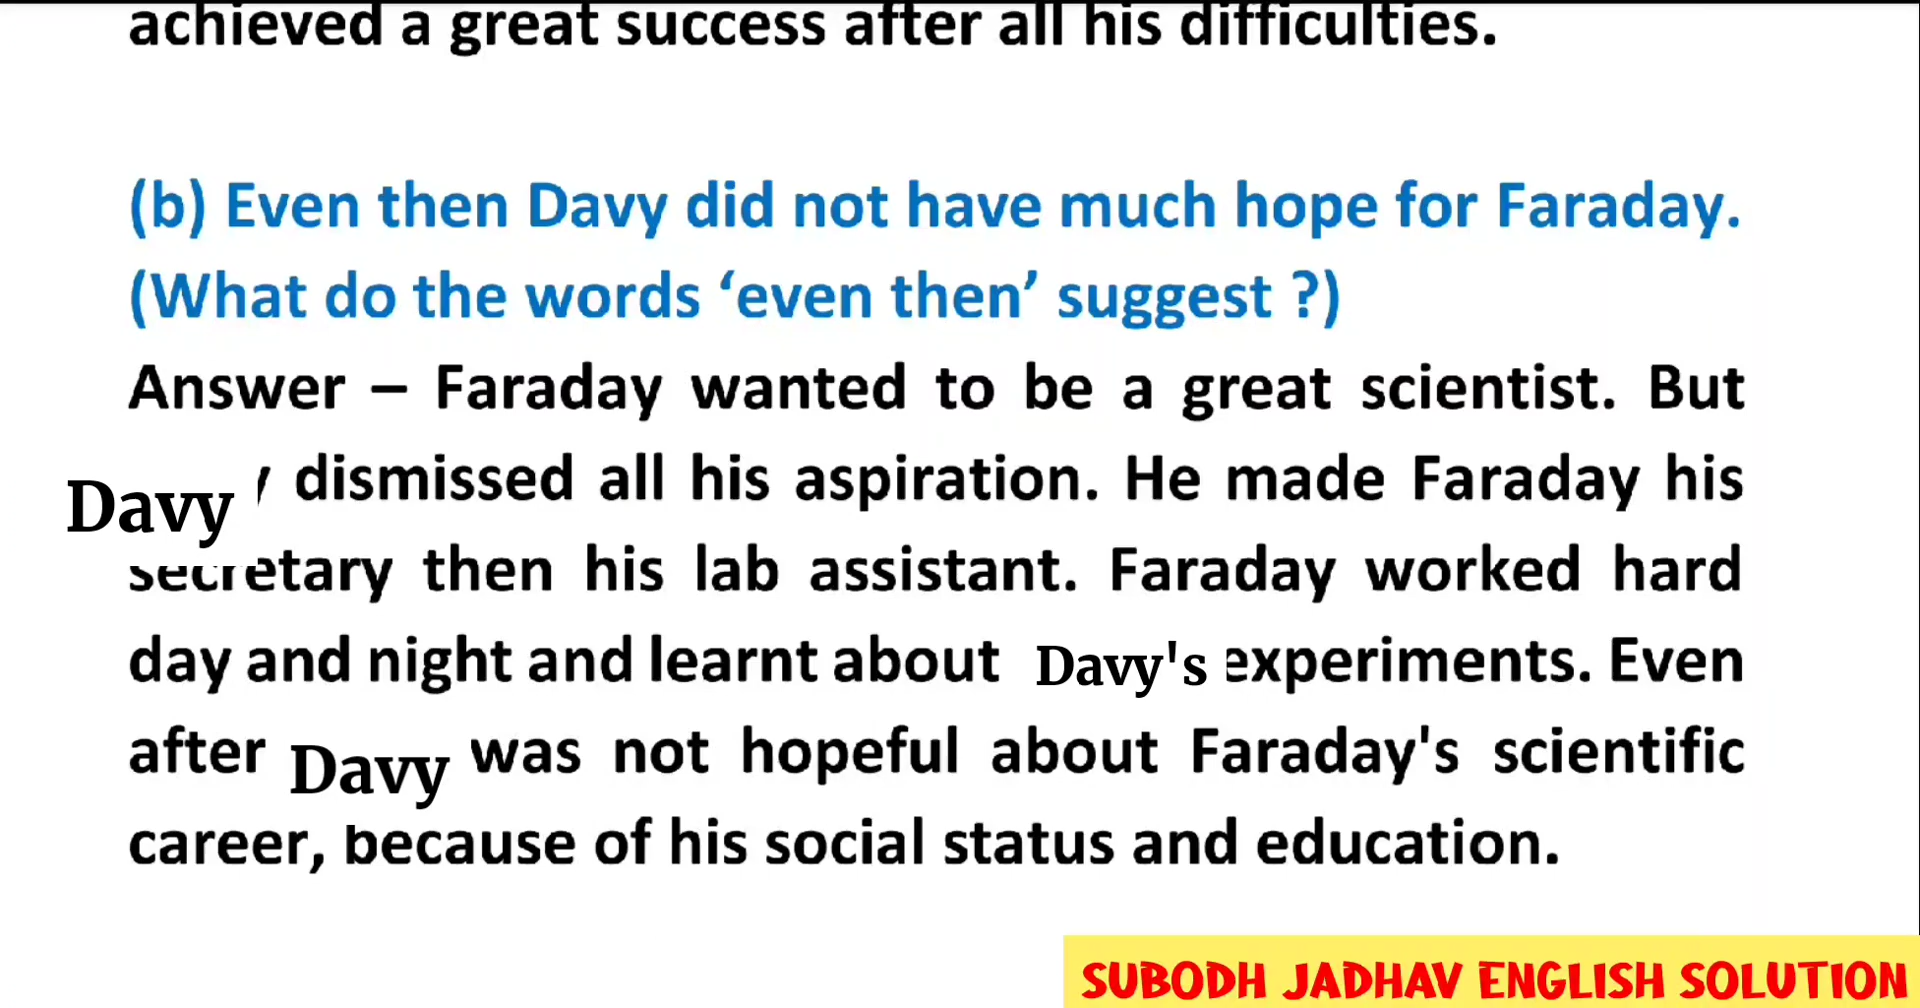 achieved a great success after all his difficulties.
(b) Even then Davy did not have much hope for Faraday.
(What do the words ‘even then’ suggest ?)
Answer – Faraday wanted to be a great scientist. But
Davy dismissed all his aspiration. He made Faraday his
secretary then his lab assistant. Faraday worked hard
day and night and learnt about Davy's experiments. Even
after Davy was not hopeful about Faraday's scientific
career, because of his social status and education.
SUBODH JADHAV ENGLISH SOLUTION